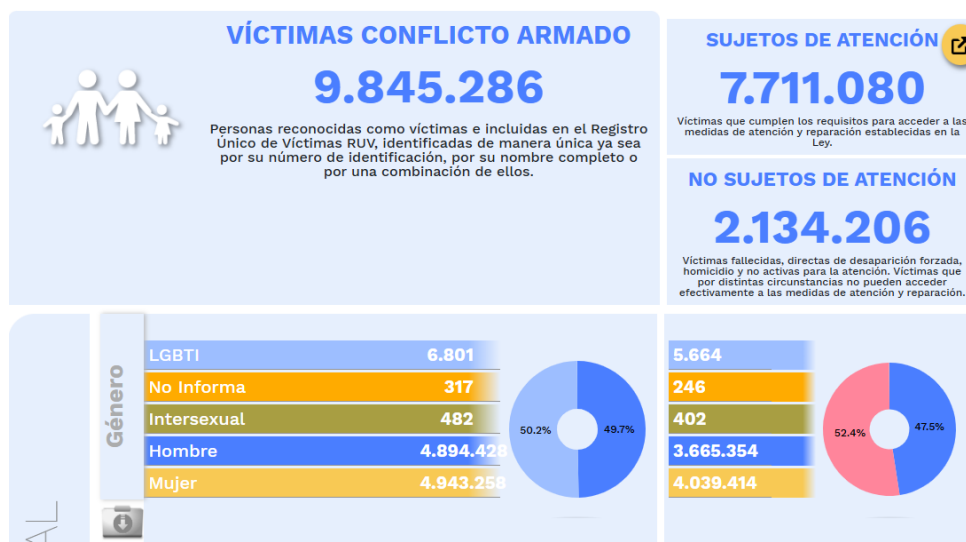 VÍCTIMAS CONFLICTO ARMADO
9.845.286
Personas reconocidas como víctimas e incluidas en el Registro
Único de Víctimas RUV, identificadas de manera única ya sea
por su número de identificación, por su nombre completo o
por una combinación de ellos.
SUJETOS DE ATENCIÓN
7.711.080
Víctimas que cumplen los requisitos para acceder a las
medidas de atención y reparación establecidas en la
Ley.
NO SUJETOS DE ATENCIÓN
2.134.206
Víctimas fallecidas, directas de desaparición forzada,
homicidio y no activas para la atención. Víctimas que
por distintas circunstancias no pueden acceder
efectivamente a las medidas de atención y reparación.
Género
LGBTI 6.801
No Informa 317
Intersexual 482
Hombre 4.894.428
Mujer 4.943.258
50.2% 49.7%
5.664
246
402
3.665.354
4.039.414
52.4% 47.5%
AL